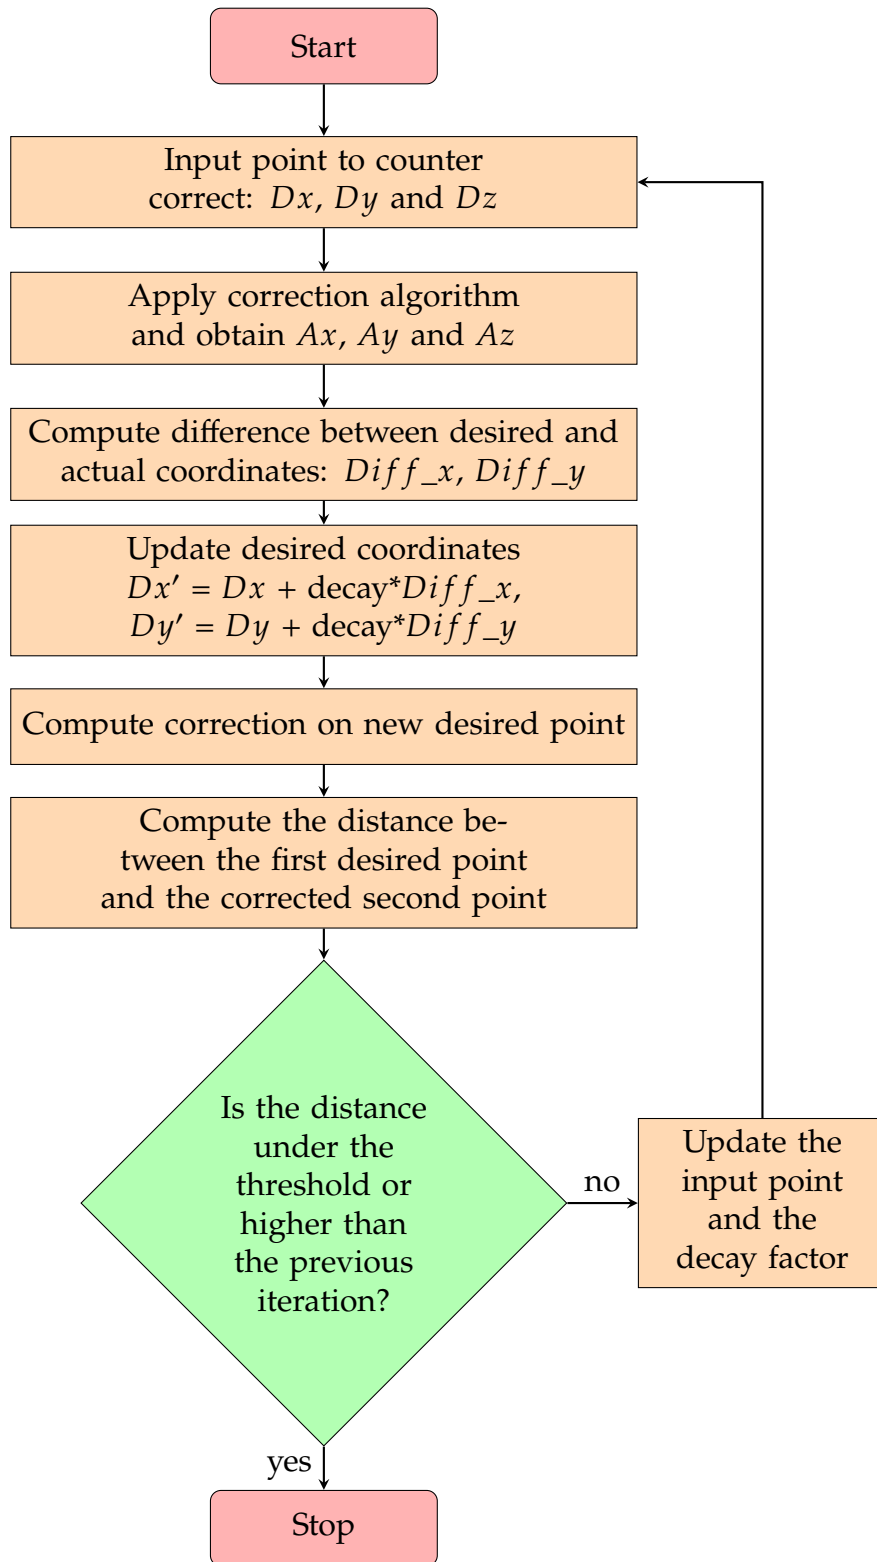 Start
Input point to counter
correct: Dx, Dy and Dz
Apply correction algorithm
and obtain Ax, Ay and Az
Compute difference between desired and
actual coordinates: Diff_x, Diff_y
Update desired coordinates
Dx′ = Dx + decay*Diff_x,
Dy′ = Dy + decay*Diff_y
Compute correction on new desired point
Compute the distance be-
tween the first desired point
and the corrected second point
Is the distance
under the
threshold or
higher than
the previous
iteration?
no
Update the
input point
and the
decay factor
yes
Stop